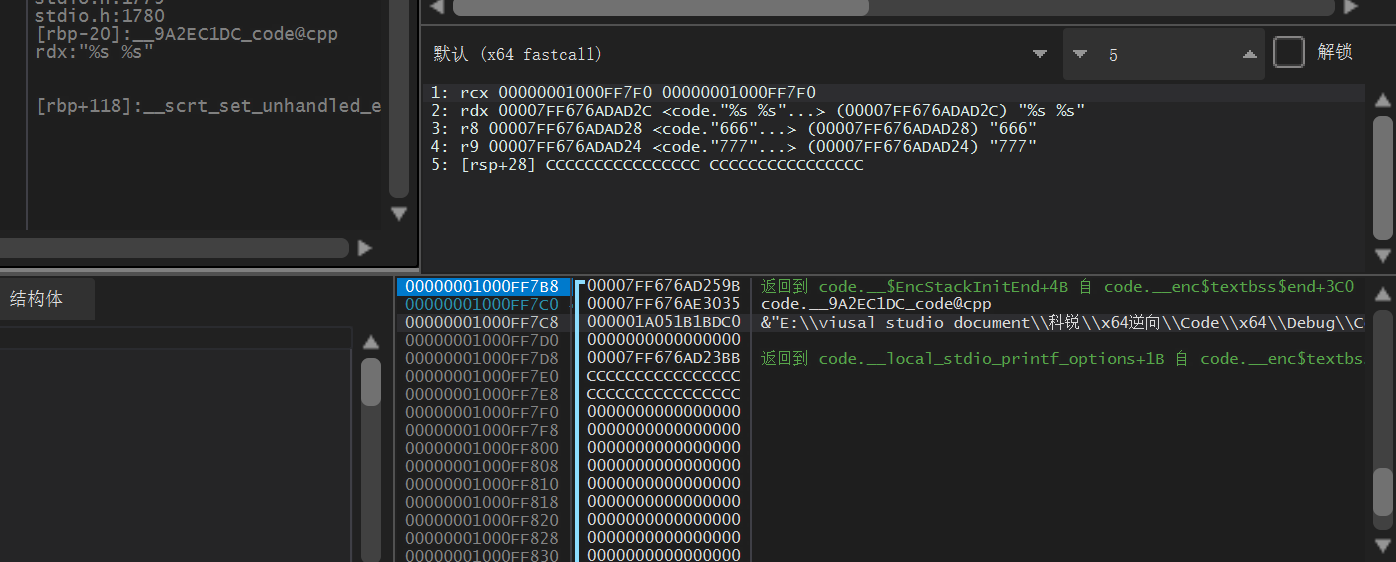 stdio.h:1780
[rbp-20]:__9A2EC1DC_code@cpp
rdx:"%s %s"
[rbp+118]:__scrt_set_unhandled_e
默认 (x64 fastcall)
5
解锁
1: rcx 00000001000FF7F0 00000001000FF7F0
2: rdx 00007FF676ADAD2C <code."%s %s"...> (00007FF676ADAD2C) "%s %s"
3: r8 00007FF676ADAD28 <code."666"...> (00007FF676ADAD28) "666"
4: r9 00007FF676ADAD24 <code."777"...> (00007FF676ADAD24) "777"
5: [rsp+28] CCCCCCCCCCCCCCCC CCCCCCCCCCCCCCCC
结构体
00000001000FF7B8 00007FF676AD259B 返回到 code.__$EncStackInitEnd+4B 自 code.__enc$textbss$end+3C0
00000001000FF7C0 00007FF676AE3035 code.__9A2EC1DC_code@cpp
00000001000FF7C8 000001A051B1BDC0 &"E:\\viusal studio document\\科锐\\x64逆向\\Code\\x64\\Debug\\C
00000001000FF7D0 0000000000000000
00000001000FF7D8 00007FF676AD23BB 返回到 code.__local_stdio_printf_options+1B 自 code.__enc$textbs
00000001000FF7E0 CCCCCCCCCCCCCCCC
00000001000FF7E8 CCCCCCCCCCCCCCCC
00000001000FF7F0 0000000000000000
00000001000FF7F8 0000000000000000
00000001000FF800 0000000000000000
00000001000FF808 0000000000000000
00000001000FF810 0000000000000000
00000001000FF818 0000000000000000
00000001000FF820 0000000000000000
00000001000FF828 0000000000000000
00000001000FF830 0000000000000000